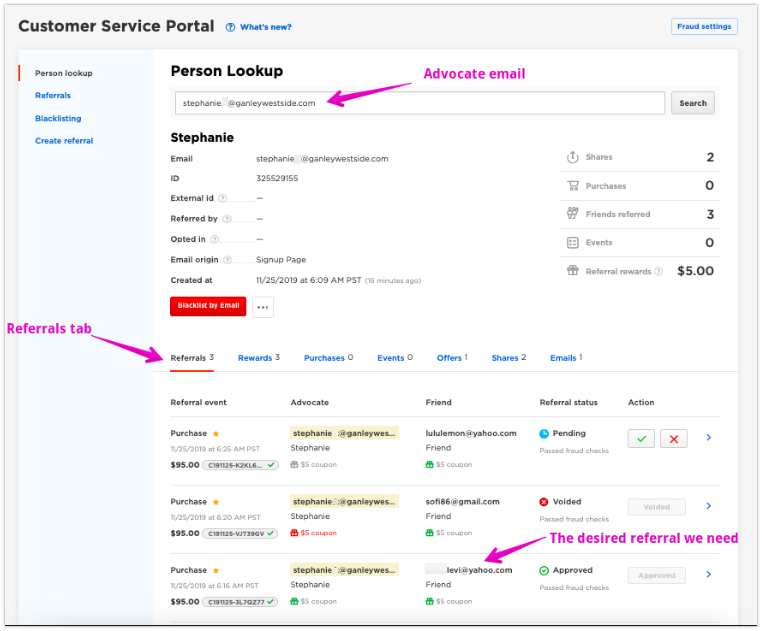 Customer Service Portal ? What's new? Fraud settings
Person lookup
Referrals
Blacklisting
Create referral
Person Lookup
Advocate email
stephanie @ganleywestside.com Search
Stephanie
Email stephanie @ganleywestside.com
ID 325529155
External id ? —
Referred by ? —
Opted in ? —
Email origin ? Signup Page
Created at 11/25/2019 at 6:09 AM PST (16 minutes ago)
Shares 2
Purchases 0
Friends referred 3
Events 0
Referral rewards ? $5.00
Blacklist by Email ...
Referrals tab
Referrals 3 Rewards 3 Purchases 0 Events 0 Offers 1 Shares 2 Emails 1
Referral event Advocate Friend Referral status Action
Purchase stephanie :@ganleywes... lululemon@yahoo.com Pending
11/25/2019 at 6:25 AM PST Stephanie Friend Passed fraud checks
$95.00 C191125-K2KL6... $5 coupon $5 coupon
Purchase stephanie @ganleywes... sofi86@gmail.com Voided Voided
11/25/2019 at 6:20 AM PST Stephanie Friend Passed fraud checks
$95.00 C191125-VJT39GV $5 coupon $5 coupon
The desired referral we need
Purchase stephanie @ganleywes... levi@yahoo.com Approved Approved
11/25/2019 at 6:16 AM PST Stephanie Friend Passed fraud checks
$95.00 C191125-3L7QZ77 $5 coupon $5 coupon